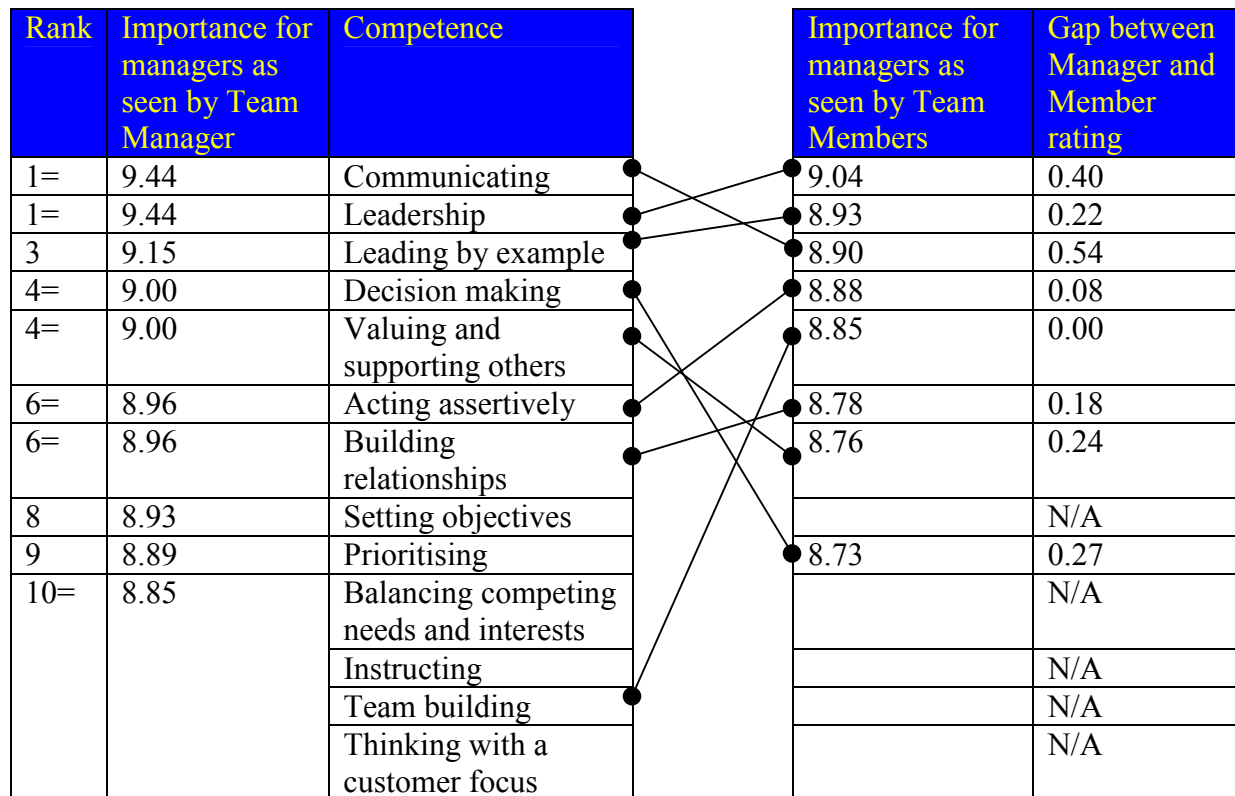 Rank Importance for managers as seen by Team Manager Competence Importance for managers as seen by Team Members Gap between Manager and Member rating
1= 9.44 Communicating 9.04 0.40
1= 9.44 Leadership 8.93 0.22
3 9.15 Leading by example 8.90 0.54
4= 9.00 Decision making 8.88 0.08
4= 9.00 Valuing and supporting others 8.85 0.00
6= 8.96 Acting assertively 8.78 0.18
6= 8.96 Building relationships 8.76 0.24
8 8.93 Setting objectives N/A
9 8.89 Prioritising 8.73 0.27
10= 8.85 Balancing competing needs and interests N/A
Instructing N/A
Team building N/A
Thinking with a customer focus N/A